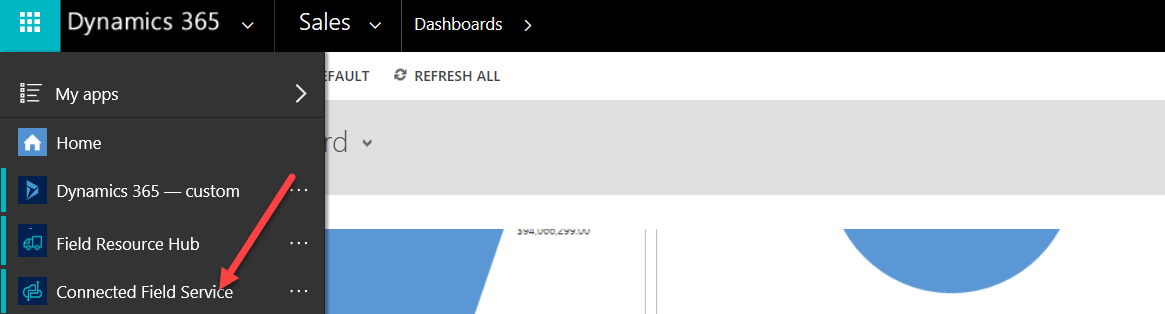 Dynamics 365 Sales Dashboards
EFAULT REFRESH ALL
My apps
rd
Home
Dynamics 365 — custom ...
$94,066,299.00
Field Resource Hub ...
Connected Field Service ...